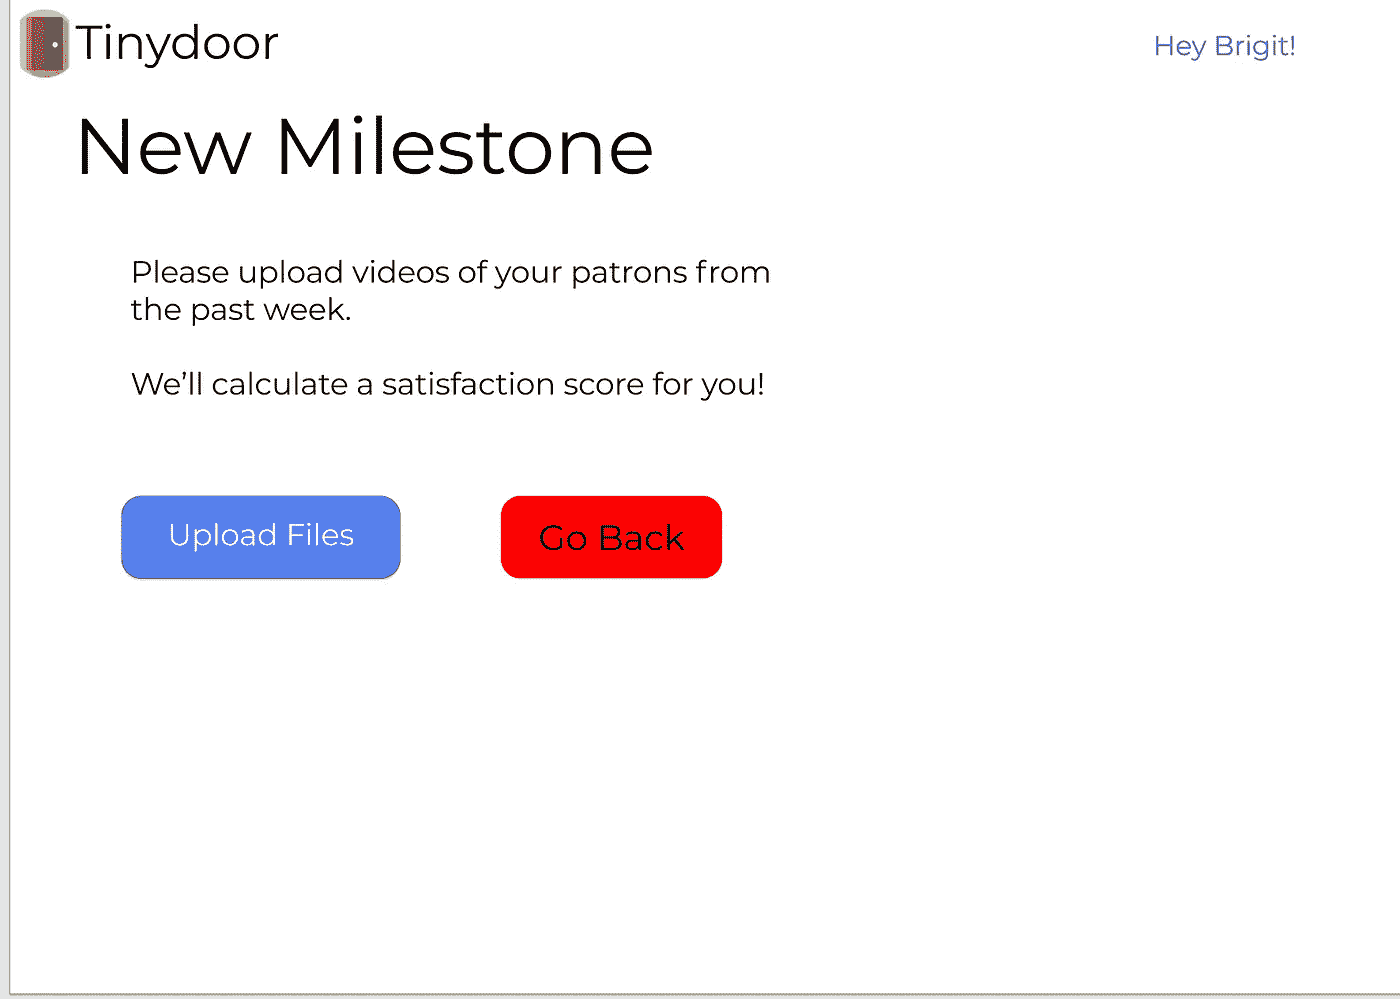 Tinydoor
Hey Brigit!
New Milestone
Please upload videos of your patrons from
the past week.
We’ll calculate a satisfaction score for you!
Upload Files
Go Back